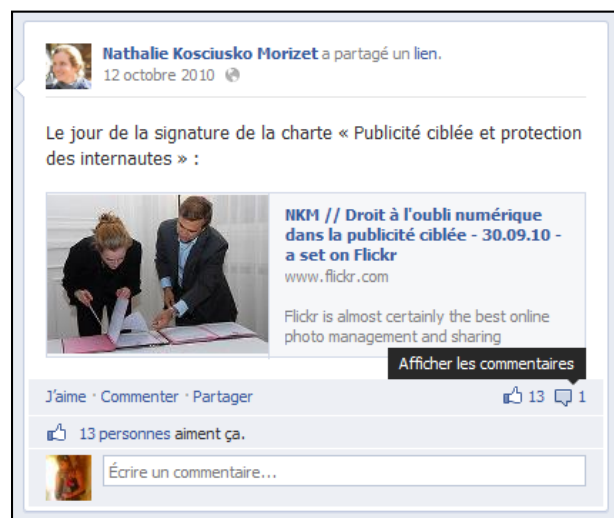 Nathalie Kosciusko Morizet a partagé un lien.
12 octobre 2010
Le jour de la signature de la charte « Publicité ciblée et protection
des internautes » :
NKM // Droit à l'oubli numérique
dans la publicité ciblée - 30.09.10 -
a set on Flickr
www.flickr.com
Flickr is almost certainly the best online
photo management and sharing
Afficher les commentaires
J'aime · Commenter · Partager 13 1
13 personnes aiment ça.
Écrire un commentaire...